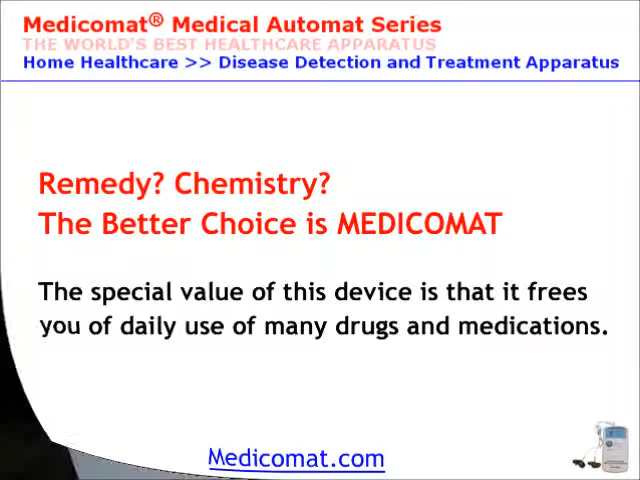 Medicomat® Medical Automat Series
THE WORLD'S BEST HEALTHCARE APPARATUS
Home Healthcare >> Disease Detection and Treatment Apparatus
Remedy? Chemistry?
The Better Choice is MEDICOMAT
The special value of this device is that it frees
you of daily use of many drugs and medications.
Medicomat.com